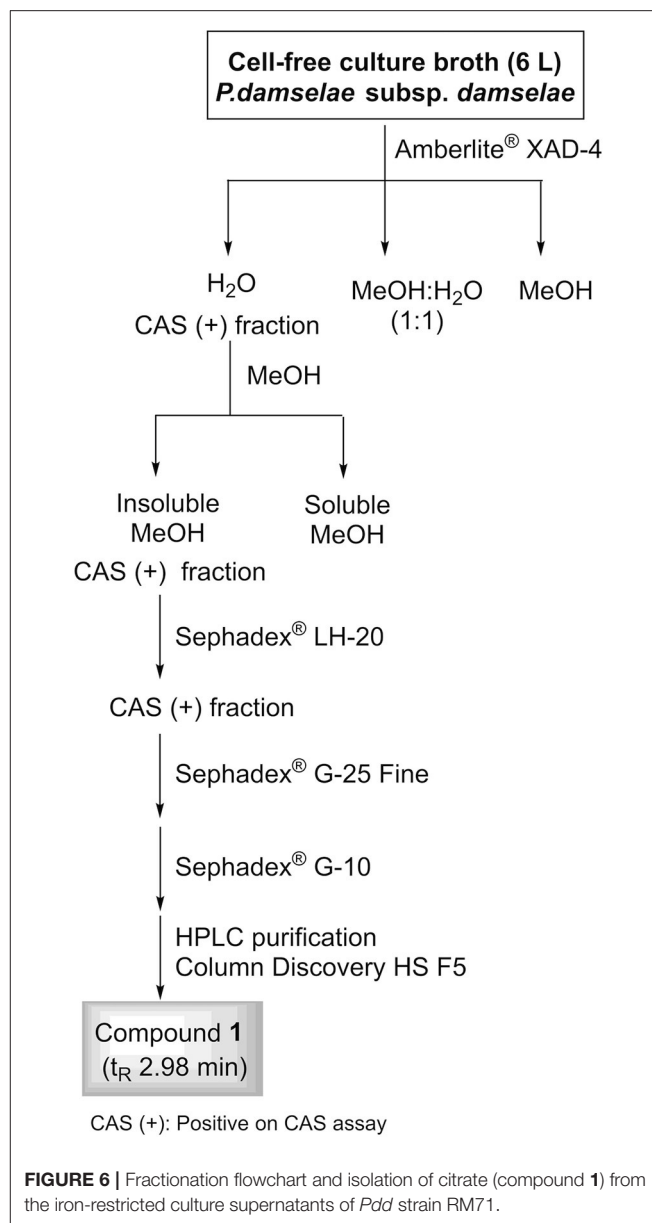 Cell-free culture broth (6 L)
P.damselae subsp. damselae
Amberlite® XAD-4
H₂O
CAS (+) fraction
MeOH:H₂O
(1:1)
MeOH
MeOH
Insoluble
MeOH
CAS (+) fraction
Soluble
MeOH
Sephadex® LH-20
CAS (+) fraction
Sephadex® G-25 Fine
Sephadex® G-10
HPLC purification
Column Discovery HS F5
Compound 1
(tR 2.98 min)
CAS (+): Positive on CAS assay
FIGURE 6 | Fractionation flowchart and isolation of citrate (compound 1) from
the iron-restricted culture supernatants of Pdd strain RM71.